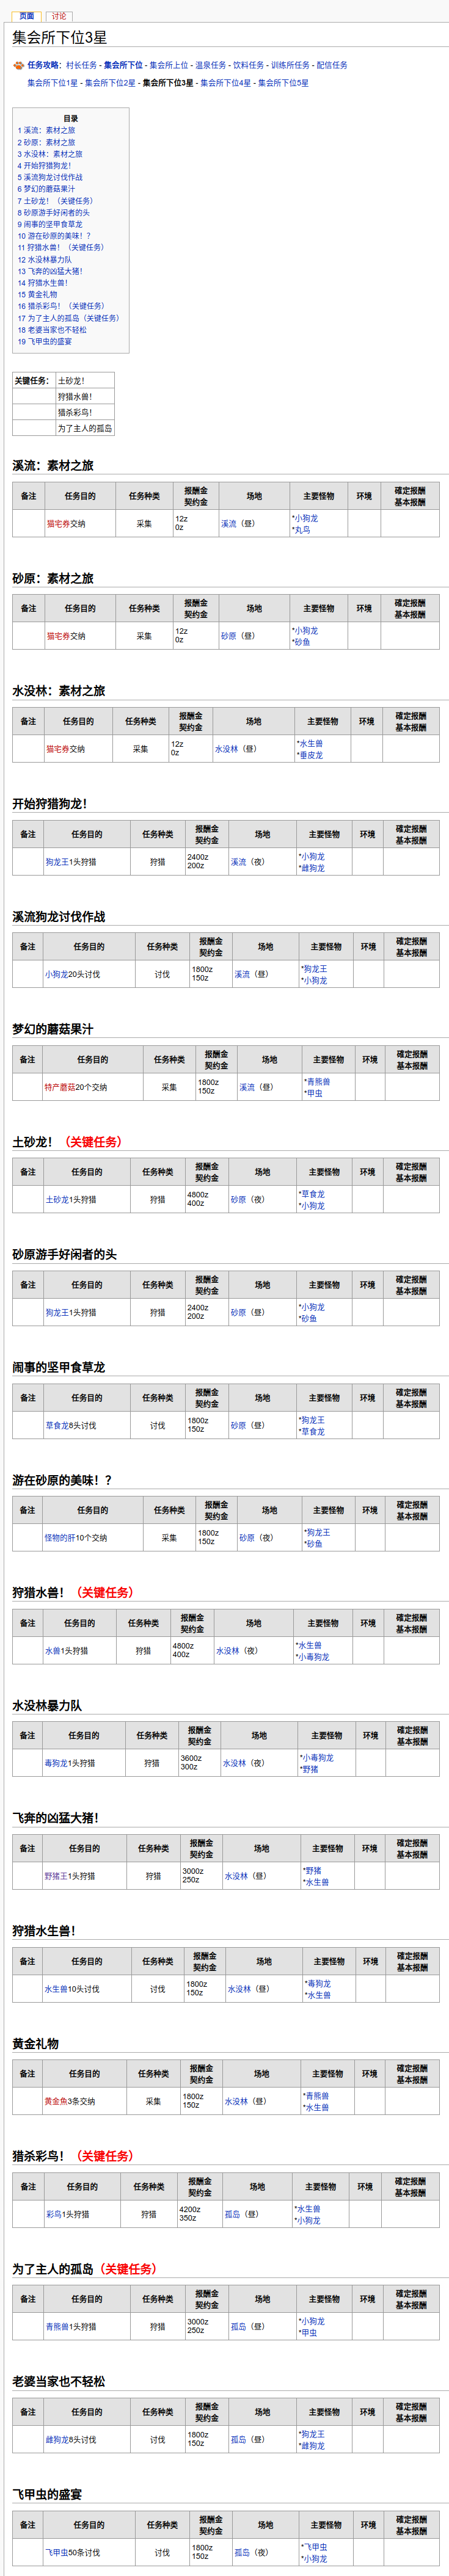 页面 讨论
集会所下位3星
任务攻略：村长任务 - 集会所下位 - 集会所上位 - 温泉任务 - 饮料任务 - 训练所任务 - 配信任务
集会所下位1星 - 集会所下位2星 - 集会所下位3星 - 集会所下位4星 - 集会所下位5星
目录
1 溪流：素材之旅
2 砂原：素材之旅
3 水没林：素材之旅
4 开始狩猎狗龙！
5 溪流狗龙讨伐作战
6 梦幻的蘑菇果汁
7 土砂龙！（关键任务）
8 砂原游手好闲者的头
9 闹事的坚甲食草龙
10 游在砂原的美味！？
11 狩猎水兽！（关键任务）
12 水没林暴力队
13 飞奔的凶猛大猪！
14 狩猎水生兽！
15 黄金礼物
16 猎杀彩鸟！（关键任务）
17 为了主人的孤岛（关键任务）
18 老婆当家也不轻松
19 飞甲虫的盛宴
关键任务： 土砂龙！
狩猎水兽！
猎杀彩鸟！
为了主人的孤岛
溪流：素材之旅
备注 任务目的 任务种类 报酬金 契约金 场地 主要怪物 环境 確定报酬 基本报酬
猫宅券交纳 采集 12z 0z 溪流（昼） *小狗龙 *丸鸟
砂原：素材之旅
备注 任务目的 任务种类 报酬金 契约金 场地 主要怪物 环境 確定报酬 基本报酬
猫宅券交纳 采集 12z 0z 砂原（昼） *小狗龙 *砂鱼
水没林：素材之旅
备注 任务目的 任务种类 报酬金 契约金 场地 主要怪物 环境 確定报酬 基本报酬
猫宅券交纳 采集 12z 0z 水没林（昼） *水生兽 *垂皮龙
开始狩猎狗龙！
备注 任务目的 任务种类 报酬金 契约金 场地 主要怪物 环境 確定报酬 基本报酬
狗龙王1头狩猎 狩猎 2400z 200z 溪流（夜） *小狗龙 *雌狗龙
溪流狗龙讨伐作战
备注 任务目的 任务种类 报酬金 契约金 场地 主要怪物 环境 確定报酬 基本报酬
小狗龙20头讨伐 讨伐 1800z 150z 溪流（昼） *狗龙王 *小狗龙
梦幻的蘑菇果汁
备注 任务目的 任务种类 报酬金 契约金 场地 主要怪物 环境 確定报酬 基本报酬
特产蘑菇20个交纳 采集 1800z 150z 溪流（昼） *青熊兽 *甲虫
土砂龙！（关键任务）
备注 任务目的 任务种类 报酬金 契约金 场地 主要怪物 环境 確定报酬 基本报酬
土砂龙1头狩猎 狩猎 4800z 400z 砂原（夜） *草食龙 *小狗龙
砂原游手好闲者的头
备注 任务目的 任务种类 报酬金 契约金 场地 主要怪物 环境 確定报酬 基本报酬
狗龙王1头狩猎 狩猎 2400z 200z 砂原（昼） *小狗龙 *砂鱼
闹事的坚甲食草龙
备注 任务目的 任务种类 报酬金 契约金 场地 主要怪物 环境 確定报酬 基本报酬
草食龙8头讨伐 讨伐 1800z 150z 砂原（昼） *狗龙王 *草食龙
游在砂原的美味！？
备注 任务目的 任务种类 报酬金 契约金 场地 主要怪物 环境 確定报酬 基本报酬
怪物的肝10个交纳 采集 1800z 150z 砂原（夜） *狗龙王 *砂鱼
狩猎水兽！（关键任务）
备注 任务目的 任务种类 报酬金 契约金 场地 主要怪物 环境 確定报酬 基本报酬
水兽1头狩猎 狩猎 4800z 400z 水没林（夜） *水生兽 *小毒狗龙
水没林暴力队
备注 任务目的 任务种类 报酬金 契约金 场地 主要怪物 环境 確定报酬 基本报酬
毒狗龙1头狩猎 狩猎 3600z 300z 水没林（夜） *小毒狗龙 *野猪
飞奔的凶猛大猪！
备注 任务目的 任务种类 报酬金 契约金 场地 主要怪物 环境 確定报酬 基本报酬
野猪王1头狩猎 狩猎 3000z 250z 水没林（昼） *野猪 *水生兽
狩猎水生兽！
备注 任务目的 任务种类 报酬金 契约金 场地 主要怪物 环境 確定报酬 基本报酬
水生兽10头讨伐 讨伐 1800z 150z 水没林（昼） *毒狗龙 *水生兽
黄金礼物
备注 任务目的 任务种类 报酬金 契约金 场地 主要怪物 环境 確定报酬 基本报酬
黄金鱼3条交纳 采集 1800z 150z 水没林（昼） *青熊兽 *水生兽
猎杀彩鸟！（关键任务）
备注 任务目的 任务种类 报酬金 契约金 场地 主要怪物 环境 確定报酬 基本报酬
彩鸟1头狩猎 狩猎 4200z 350z 孤岛（昼） *水生兽 *小狗龙
为了主人的孤岛（关键任务）
备注 任务目的 任务种类 报酬金 契约金 场地 主要怪物 环境 確定报酬 基本报酬
青熊兽1头狩猎 狩猎 3000z 250z 孤岛（昼） *小狗龙 *甲虫
老婆当家也不轻松
备注 任务目的 任务种类 报酬金 契约金 场地 主要怪物 环境 確定报酬 基本报酬
雌狗龙8头讨伐 讨伐 1800z 150z 孤岛（昼） *狗龙王 *雌狗龙
飞甲虫的盛宴
备注 任务目的 任务种类 报酬金 契约金 场地 主要怪物 环境 確定报酬 基本报酬
飞甲虫50条讨伐 讨伐 1800z 150z 孤岛（夜） *飞甲虫 *小狗龙